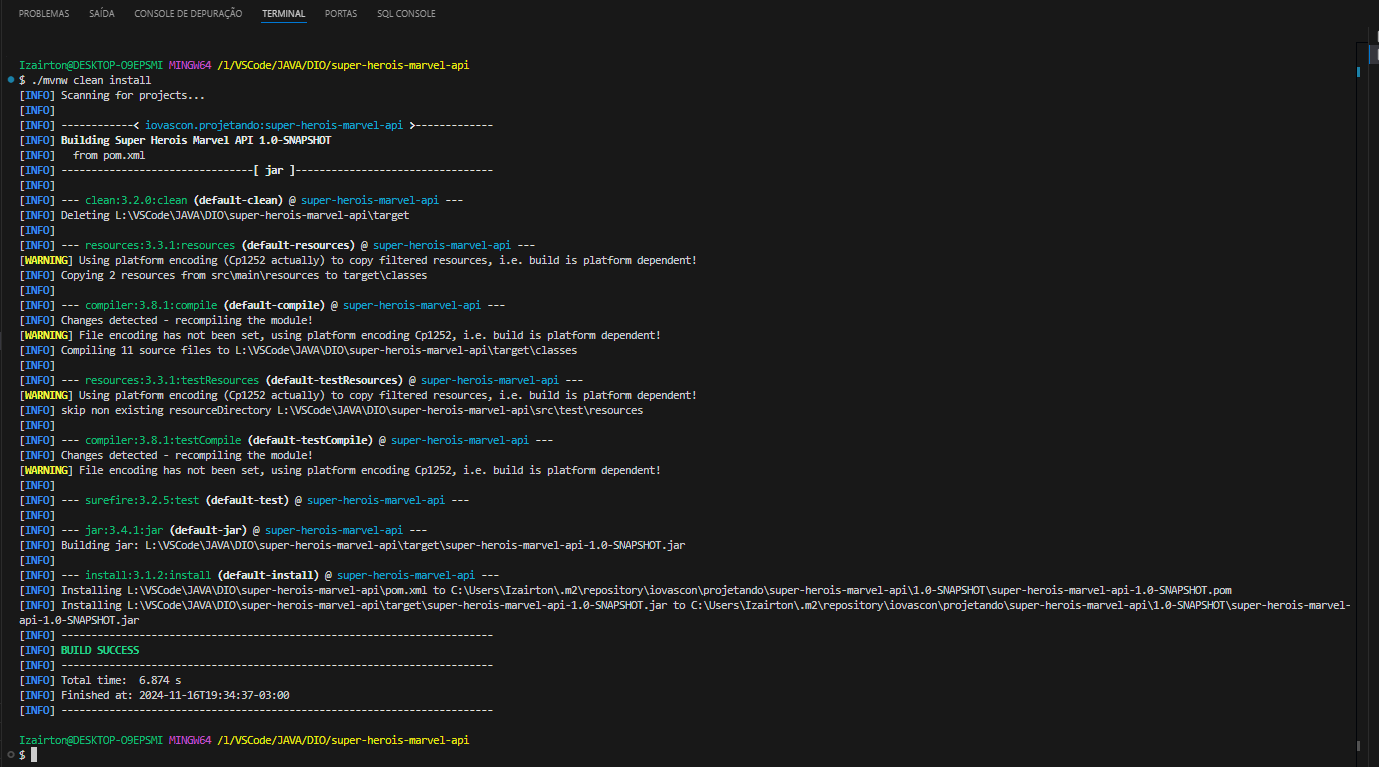 PROBLEMAS SAÍDA CONSOLE DE DEPURAÇÃO TERMINAL PORTAS SQL CONSOLE
Izairton@DESKTOP-O9EPSMI MINGW64 /l/VSCode/JAVA/DIO/super-herois-marvel-api
$ ./mvnw clean install
[INFO] Scanning for projects...
[INFO]
[INFO] ------------< iovascon.projetando:super-herois-marvel-api >-------------
[INFO] Building Super Herois Marvel API 1.0-SNAPSHOT
[INFO]   from pom.xml
[INFO] --------------------------------[ jar ]---------------------------------
[INFO]
[INFO] --- clean:3.2.0:clean (default-clean) @ super-herois-marvel-api ---
[INFO] Deleting L:\VSCode\JAVA\DIO\super-herois-marvel-api\target
[INFO]
[INFO] --- resources:3.3.1:resources (default-resources) @ super-herois-marvel-api ---
[WARNING] Using platform encoding (Cp1252 actually) to copy filtered resources, i.e. build is platform dependent!
[INFO] Copying 2 resources from src\main\resources to target\classes
[INFO]
[INFO] --- compiler:3.8.1:compile (default-compile) @ super-herois-marvel-api ---
[INFO] Changes detected - recompiling the module!
[WARNING] File encoding has not been set, using platform encoding Cp1252, i.e. build is platform dependent!
[INFO] Compiling 11 source files to L:\VSCode\JAVA\DIO\super-herois-marvel-api\target\classes
[INFO]
[INFO] --- resources:3.3.1:testResources (default-testResources) @ super-herois-marvel-api ---
[WARNING] Using platform encoding (Cp1252 actually) to copy filtered resources, i.e. build is platform dependent!
[INFO] skip non existing resourceDirectory L:\VSCode\JAVA\DIO\super-herois-marvel-api\src\test\resources
[INFO]
[INFO] --- compiler:3.8.1:testCompile (default-testCompile) @ super-herois-marvel-api ---
[INFO] Changes detected - recompiling the module!
[WARNING] File encoding has not been set, using platform encoding Cp1252, i.e. build is platform dependent!
[INFO]
[INFO] --- surefire:3.2.5:test (default-test) @ super-herois-marvel-api ---
[INFO]
[INFO] --- jar:3.4.1:jar (default-jar) @ super-herois-marvel-api ---
[INFO] Building jar: L:\VSCode\JAVA\DIO\super-herois-marvel-api\target\super-herois-marvel-api-1.0-SNAPSHOT.jar
[INFO]
[INFO] --- install:3.1.2:install (default-install) @ super-herois-marvel-api ---
[INFO] Installing L:\VSCode\JAVA\DIO\super-herois-marvel-api\pom.xml to C:\Users\Izairton\.m2\repository\iovascon\projetando\super-herois-marvel-api\1.0-SNAPSHOT\super-herois-marvel-api-1.0-SNAPSHOT.pom
[INFO] Installing L:\VSCode\JAVA\DIO\super-herois-marvel-api\target\super-herois-marvel-api-1.0-SNAPSHOT.jar to C:\Users\Izairton\.m2\repository\iovascon\projetando\super-herois-marvel-api\1.0-SNAPSHOT\super-herois-marvel-
api-1.0-SNAPSHOT.jar
[INFO] ------------------------------------------------------------------------
[INFO] BUILD SUCCESS
[INFO] ------------------------------------------------------------------------
[INFO] Total time:  6.874 s
[INFO] Finished at: 2024-11-16T19:34:37-03:00
[INFO] ------------------------------------------------------------------------
Izairton@DESKTOP-O9EPSMI MINGW64 /l/VSCode/JAVA/DIO/super-herois-marvel-api
$